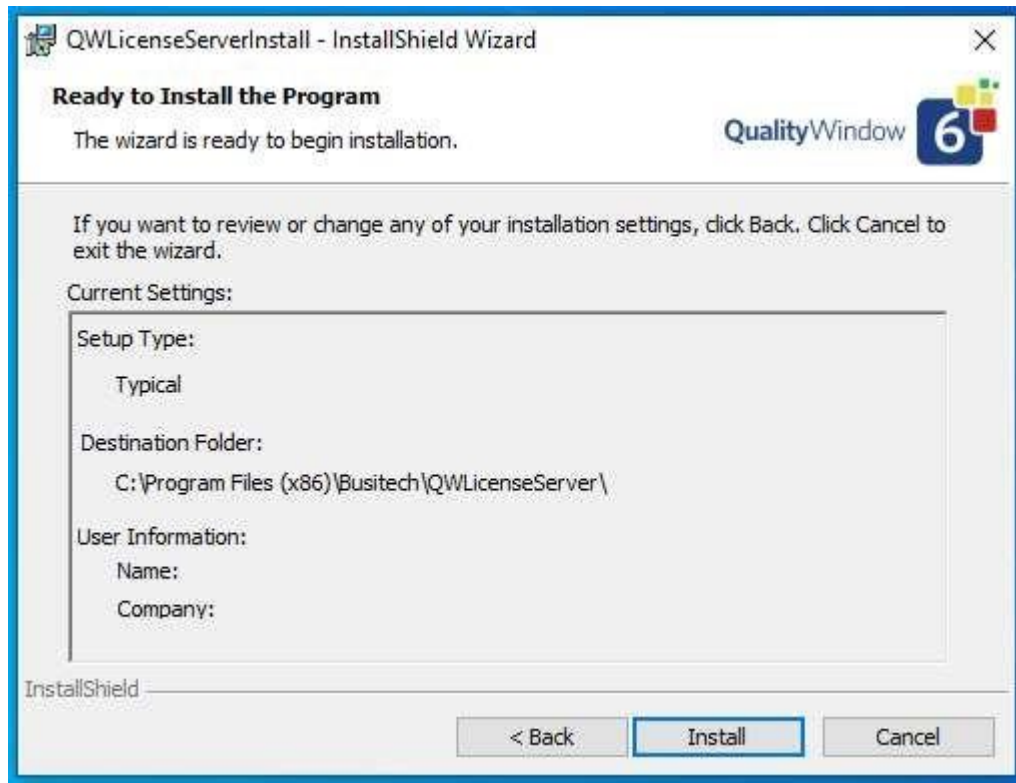 QWLicenseServerInstall - InstallShield Wizard
Ready to Install the Program
The wizard is ready to begin installation.
QualityWindow 6
If you want to review or change any of your installation settings, click Back. Click Cancel to
exit the wizard.
Current Settings:
Setup Type:
Typical
Destination Folder:
C:\Program Files (x86)\Busitech\QWLicenseServer\
User Information:
Name:
Company:
InstallShield
< Back Install Cancel